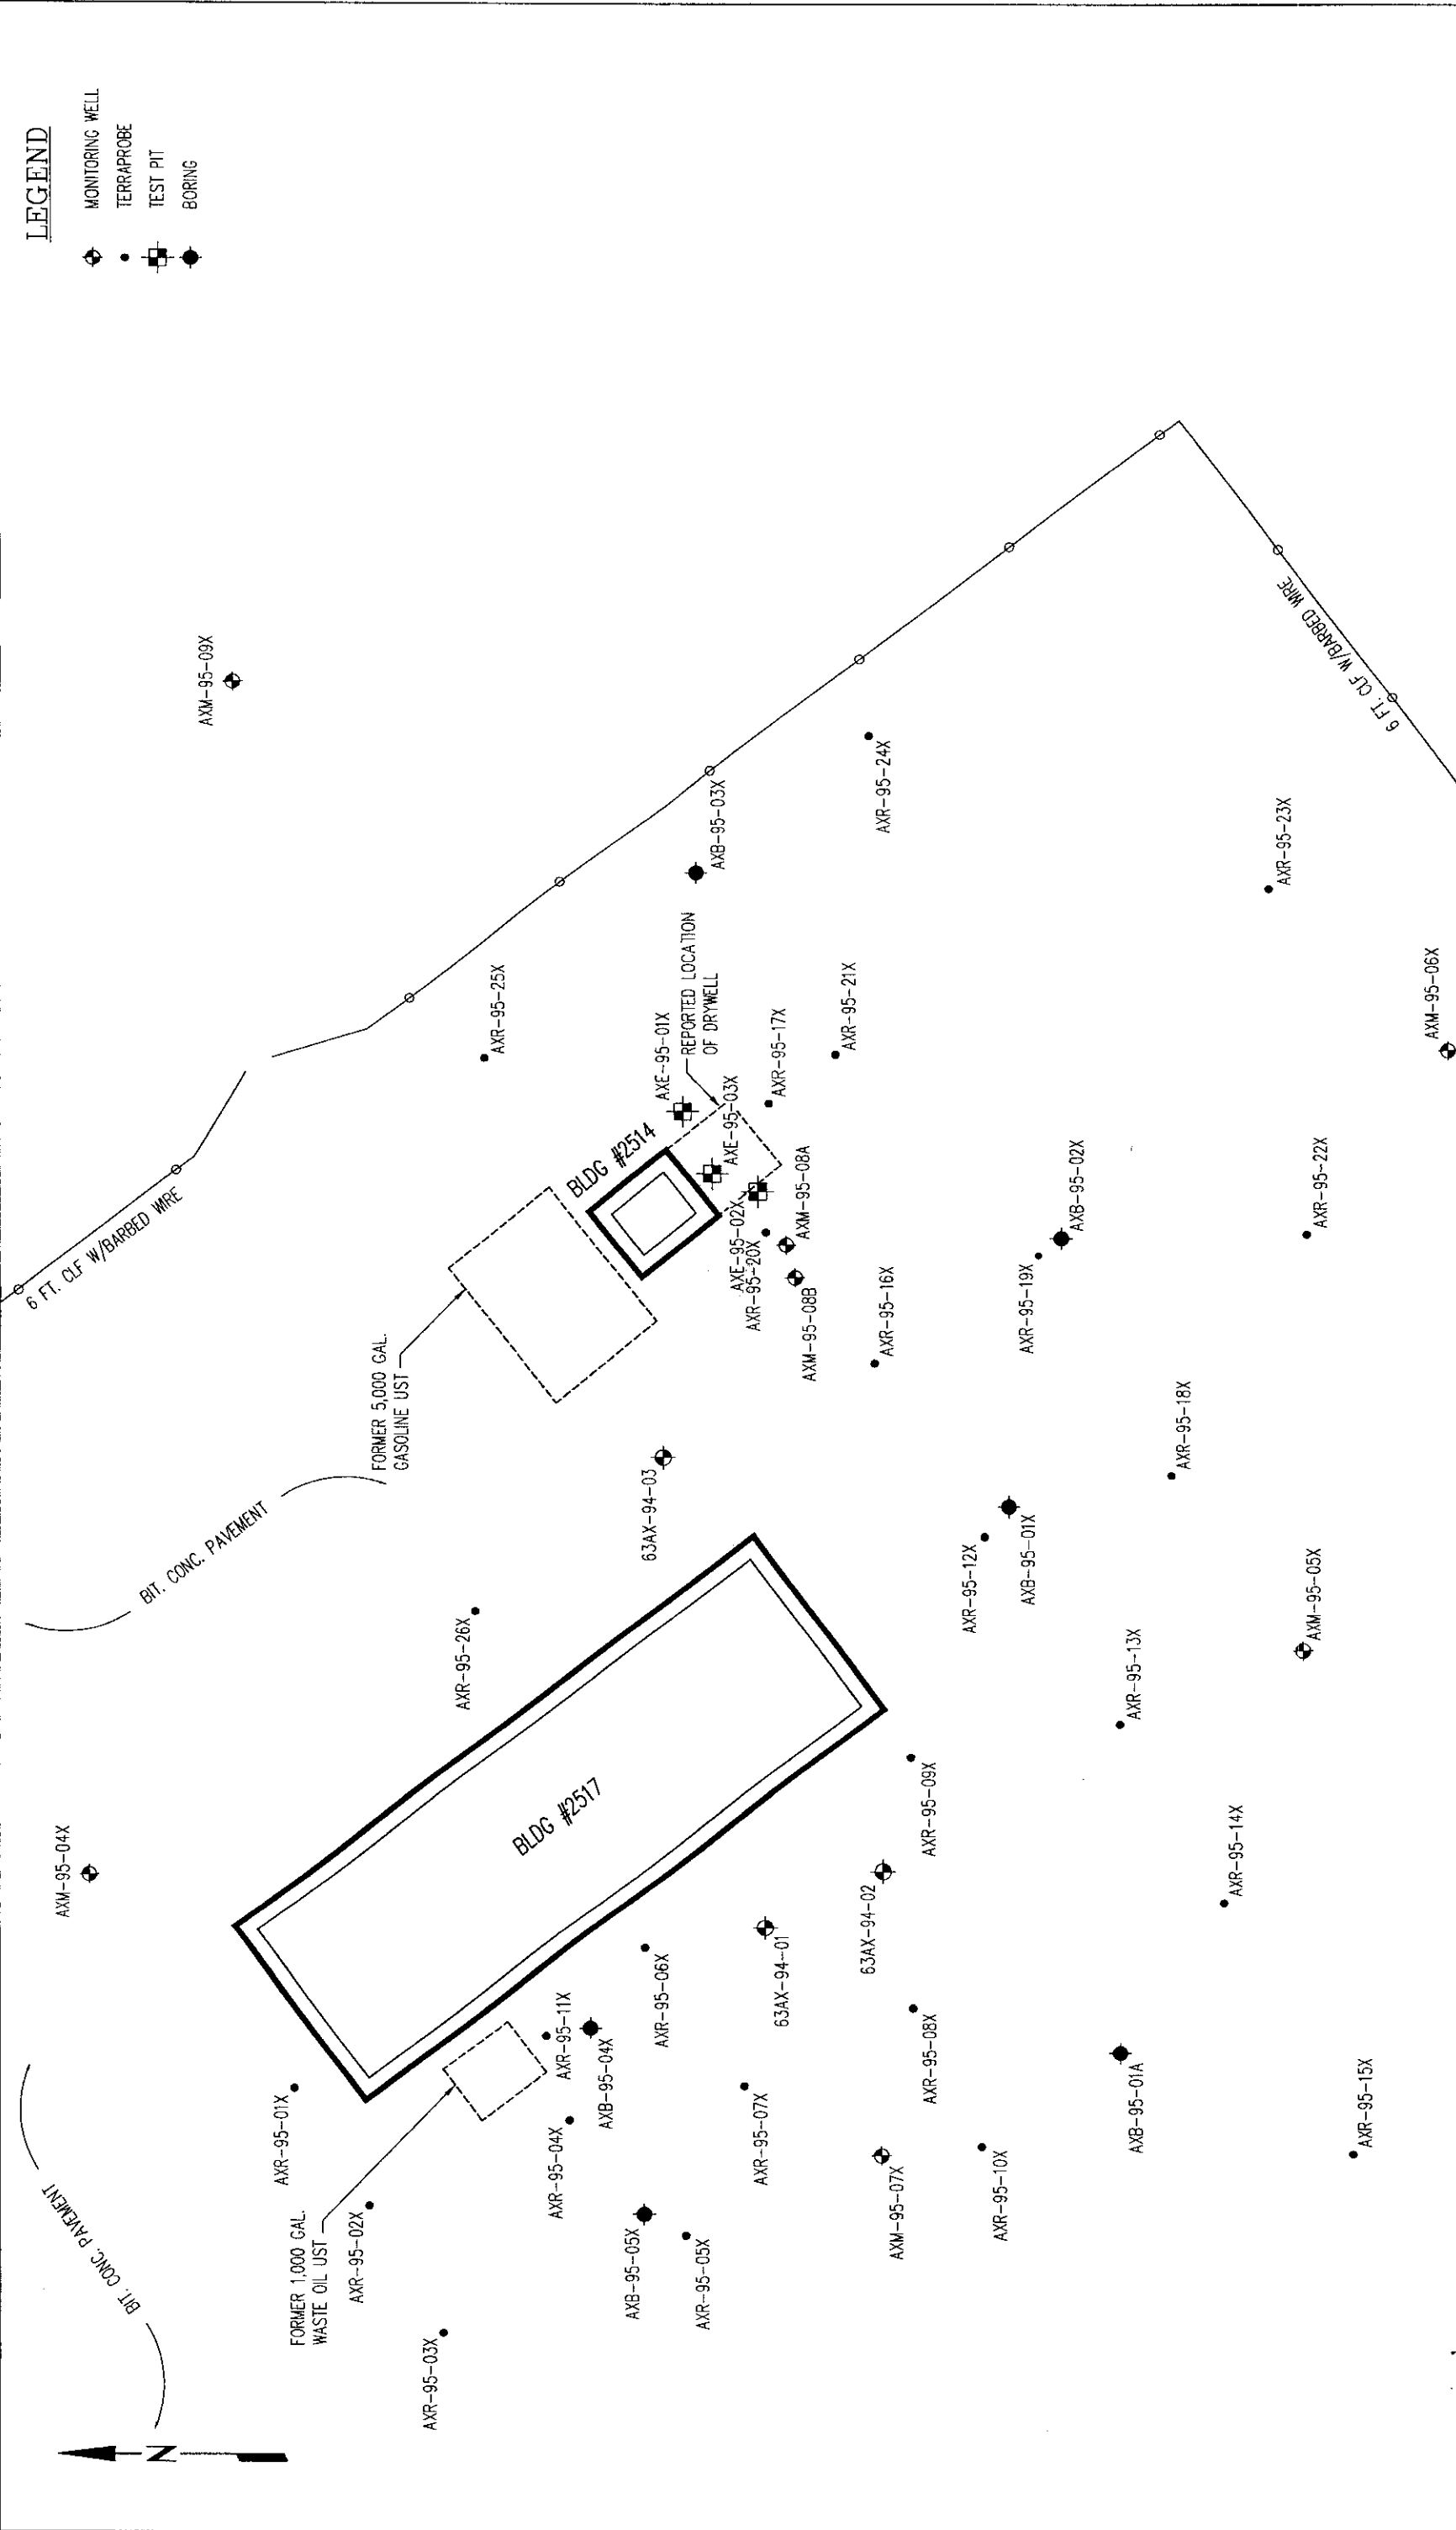 LEGEND
MONITORING WELL
TERRAPROBE
TEST PIT
BORING
N
BIT. CONC. PAVEMENT
BIT. CONC. PAVEMENT
6 FT. CLF W/BARBED WIRE
6 FT. CLF W/BARBED WIRE
AXM-95-04X
AXM-95-09X
AXR-95-01X
AXR-95-02X
AXR-95-03X
FORMER 1,000 GAL.
WASTE OIL UST
FORMER 5,000 GAL.
GASOLINE UST
AXR-95-26X
AXR-95-25X
BLDG #2517
BLDG #2514
AXR-95-04X
AXR-95-11X
AXB-95-04X
AXB-95-05X
AXR-95-05X
AXR-95-06X
63AX-94-03
AXE-95-01X
REPORTED LOCATION
OF DRYWELL
AXB-95-03X
AXE-95-03X
AXE-95-02X
AXR-95-20X
AXM-95-08A
AXM-95-08B
AXR-95-17X
AXR-95-07X
63AX-94-01
63AX-94-02
AXR-95-21X
AXR-95-24X
AXR-95-16X
AXM-95-07X
AXR-95-08X
AXR-95-09X
AXR-95-10X
AXR-95-12X
AXB-95-01X
AXR-95-19X
AXB-95-02X
AXB-95-01A
AXR-95-13X
AXR-95-18X
AXR-95-14X
AXM-95-05X
AXR-95-22X
AXR-95-23X
AXR-95-15X
AXM-95-06X